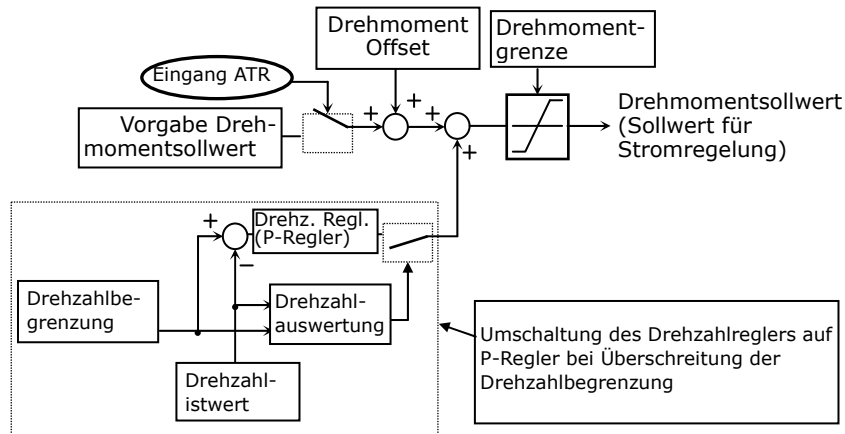 Drehmoment
Offset
Drehmoment-
grenze
Eingang ATR
Vorgabe Dreh-
momentsollwert
+
+
+
+
+
Drehmomentsollwert
(Sollwert für
Stromregelung)
+
−
Drehz. Regl.
(P-Regler)
Drehzahlbe-
grenzung
Drehzahl-
auswertung
Drehzahl-
istwert
Umschaltung des Drehzahlreglers auf
P-Regler bei Überschreitung der
Drehzahlbegrenzung